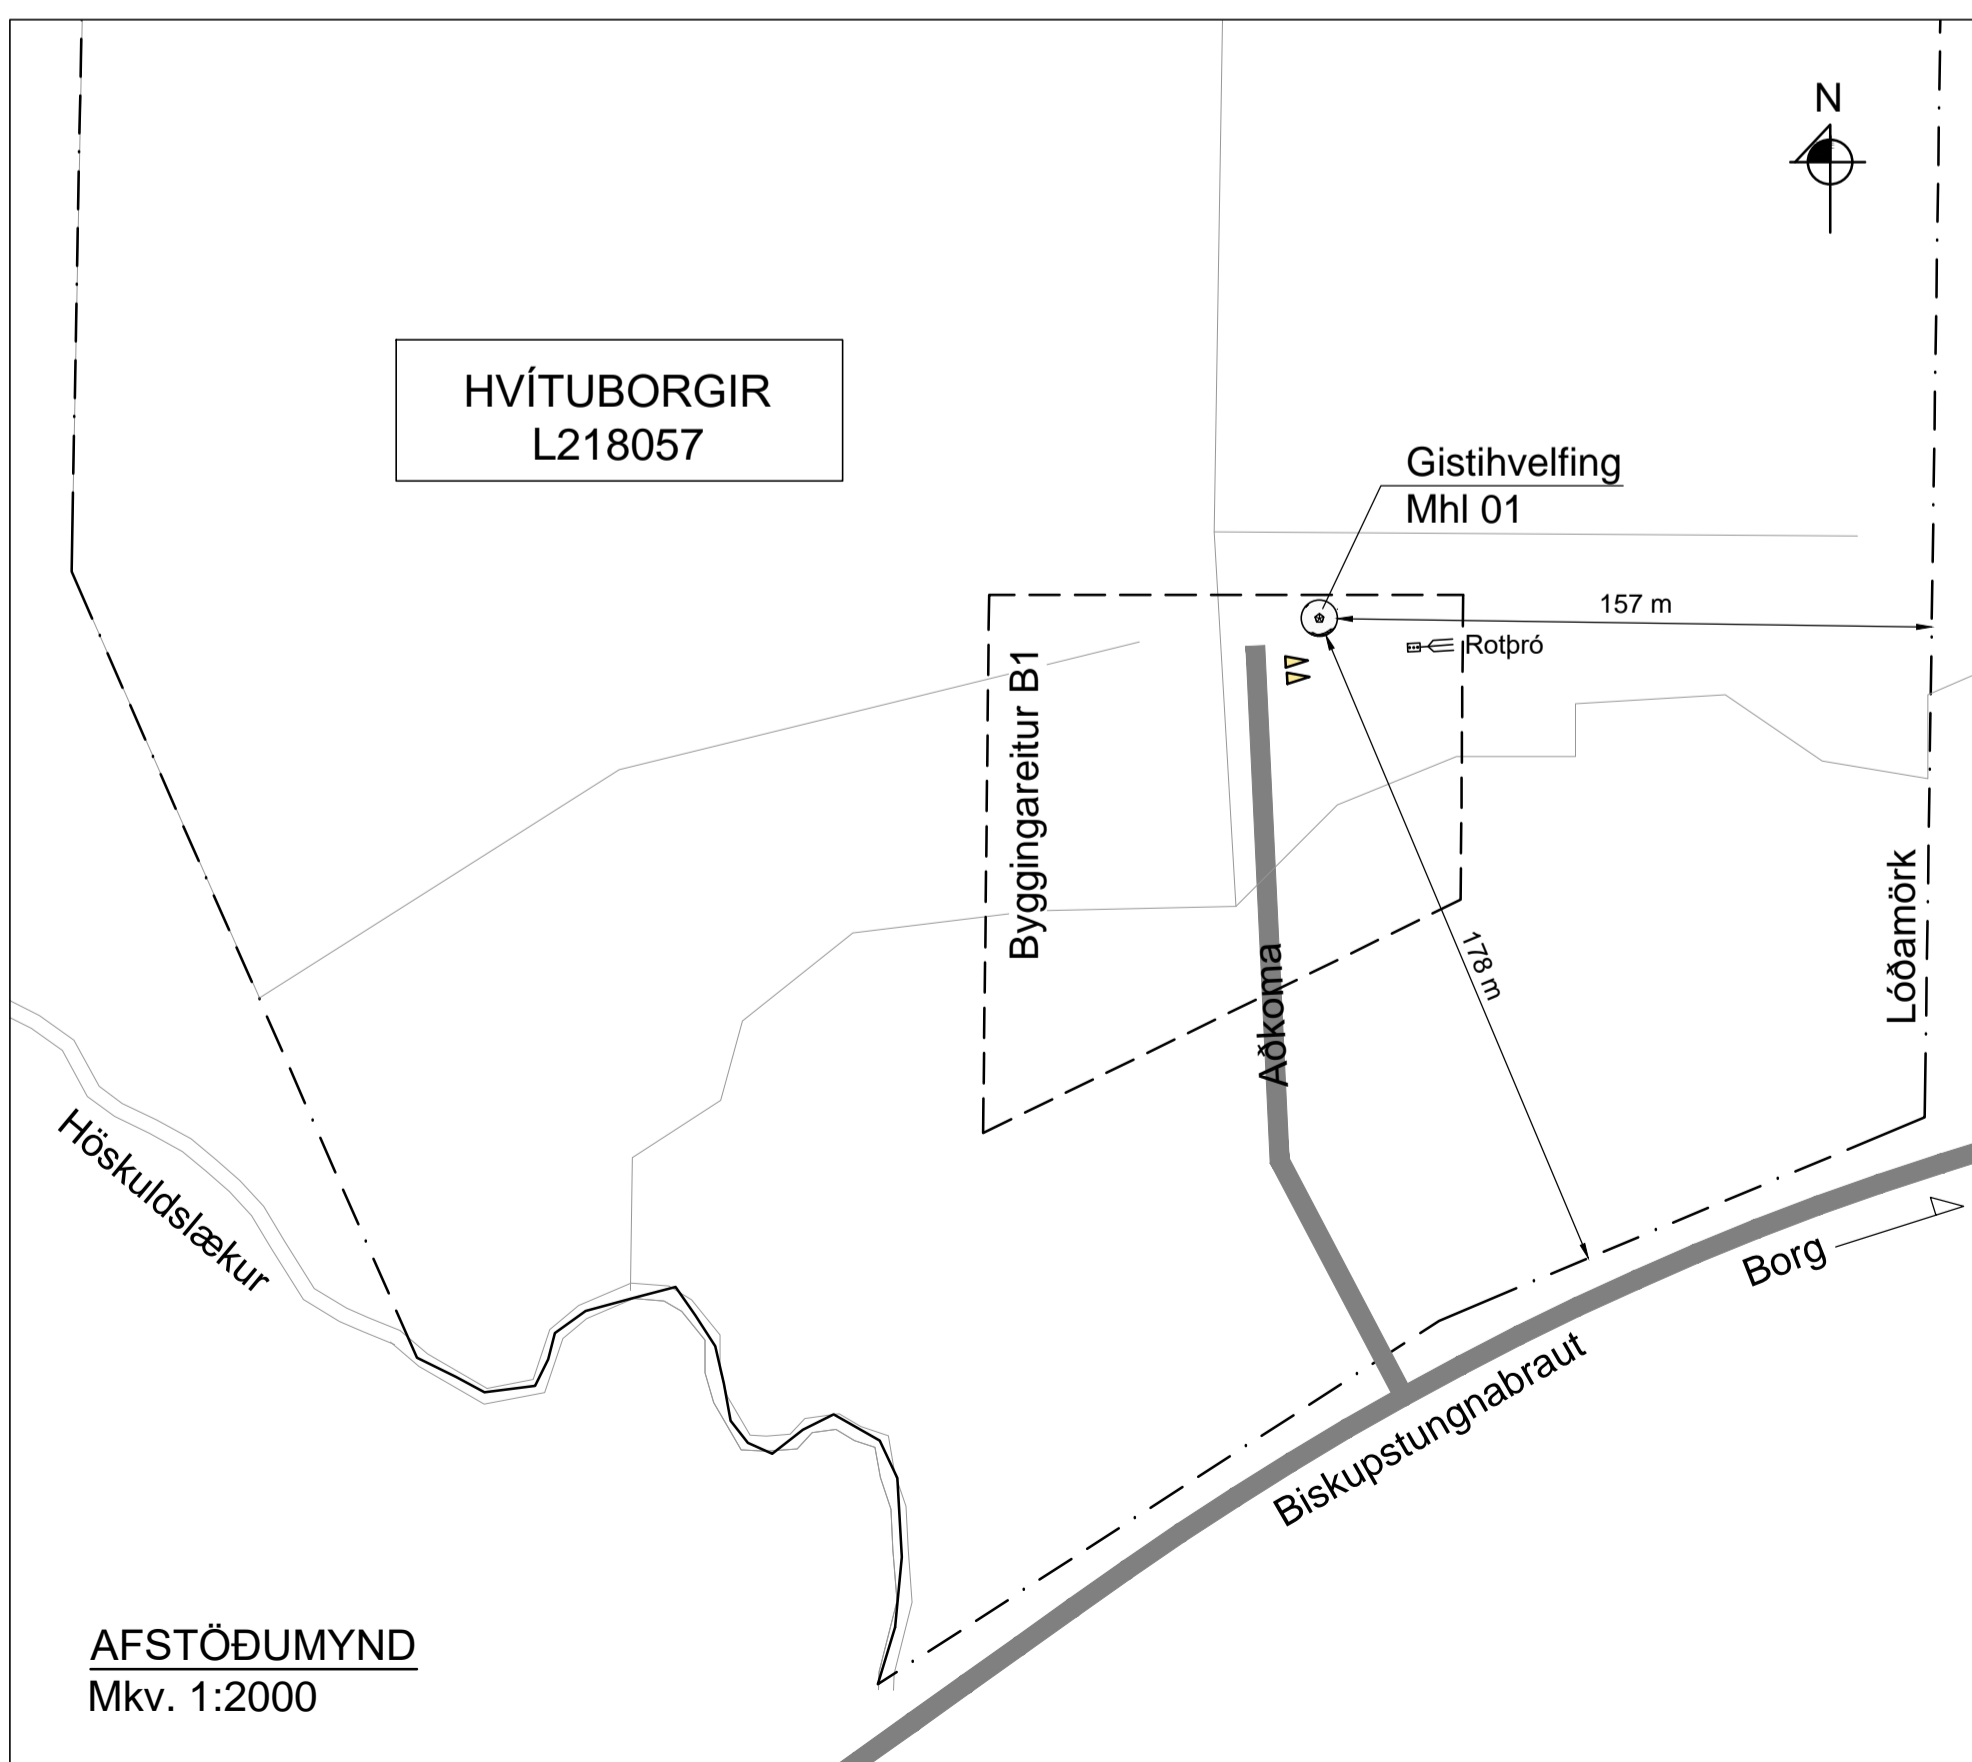 N
HVÍTUBORGIR
L218057
Gistihvelfing
Mhl 01
157 m
Rotþró
Byggingareitur B1
178 m
Aðkoma
Lóðamörk
Höskuldslækur
Borg
Biskupstungnabraut
AFSTÖÐUMYND
Mkv. 1:2000